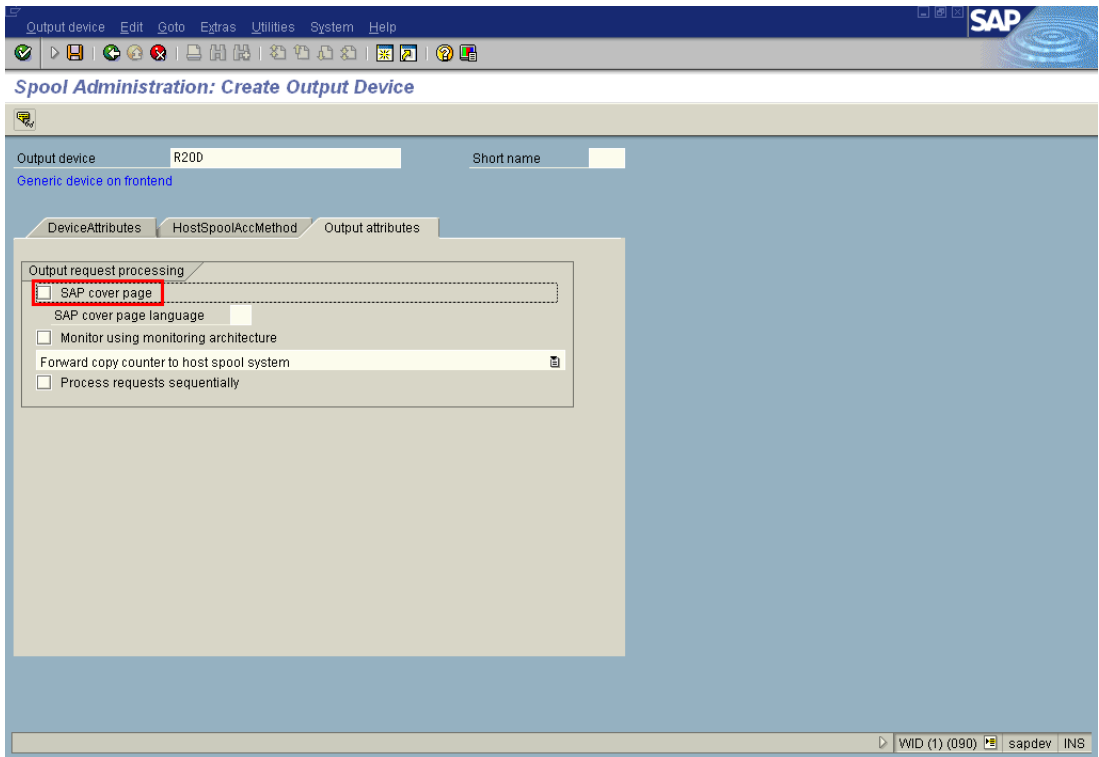 Output device Edit Goto Extras Utilities System Help
SAP
Spool Administration: Create Output Device
Output device R20D Short name
Generic device on frontend
DeviceAttributes HostSpoolAccMethod Output attributes
Output request processing
SAP cover page
SAP cover page language
Monitor using monitoring architecture
Forward copy counter to host spool system
Process requests sequentially
WID (1) (090) sapdev INS